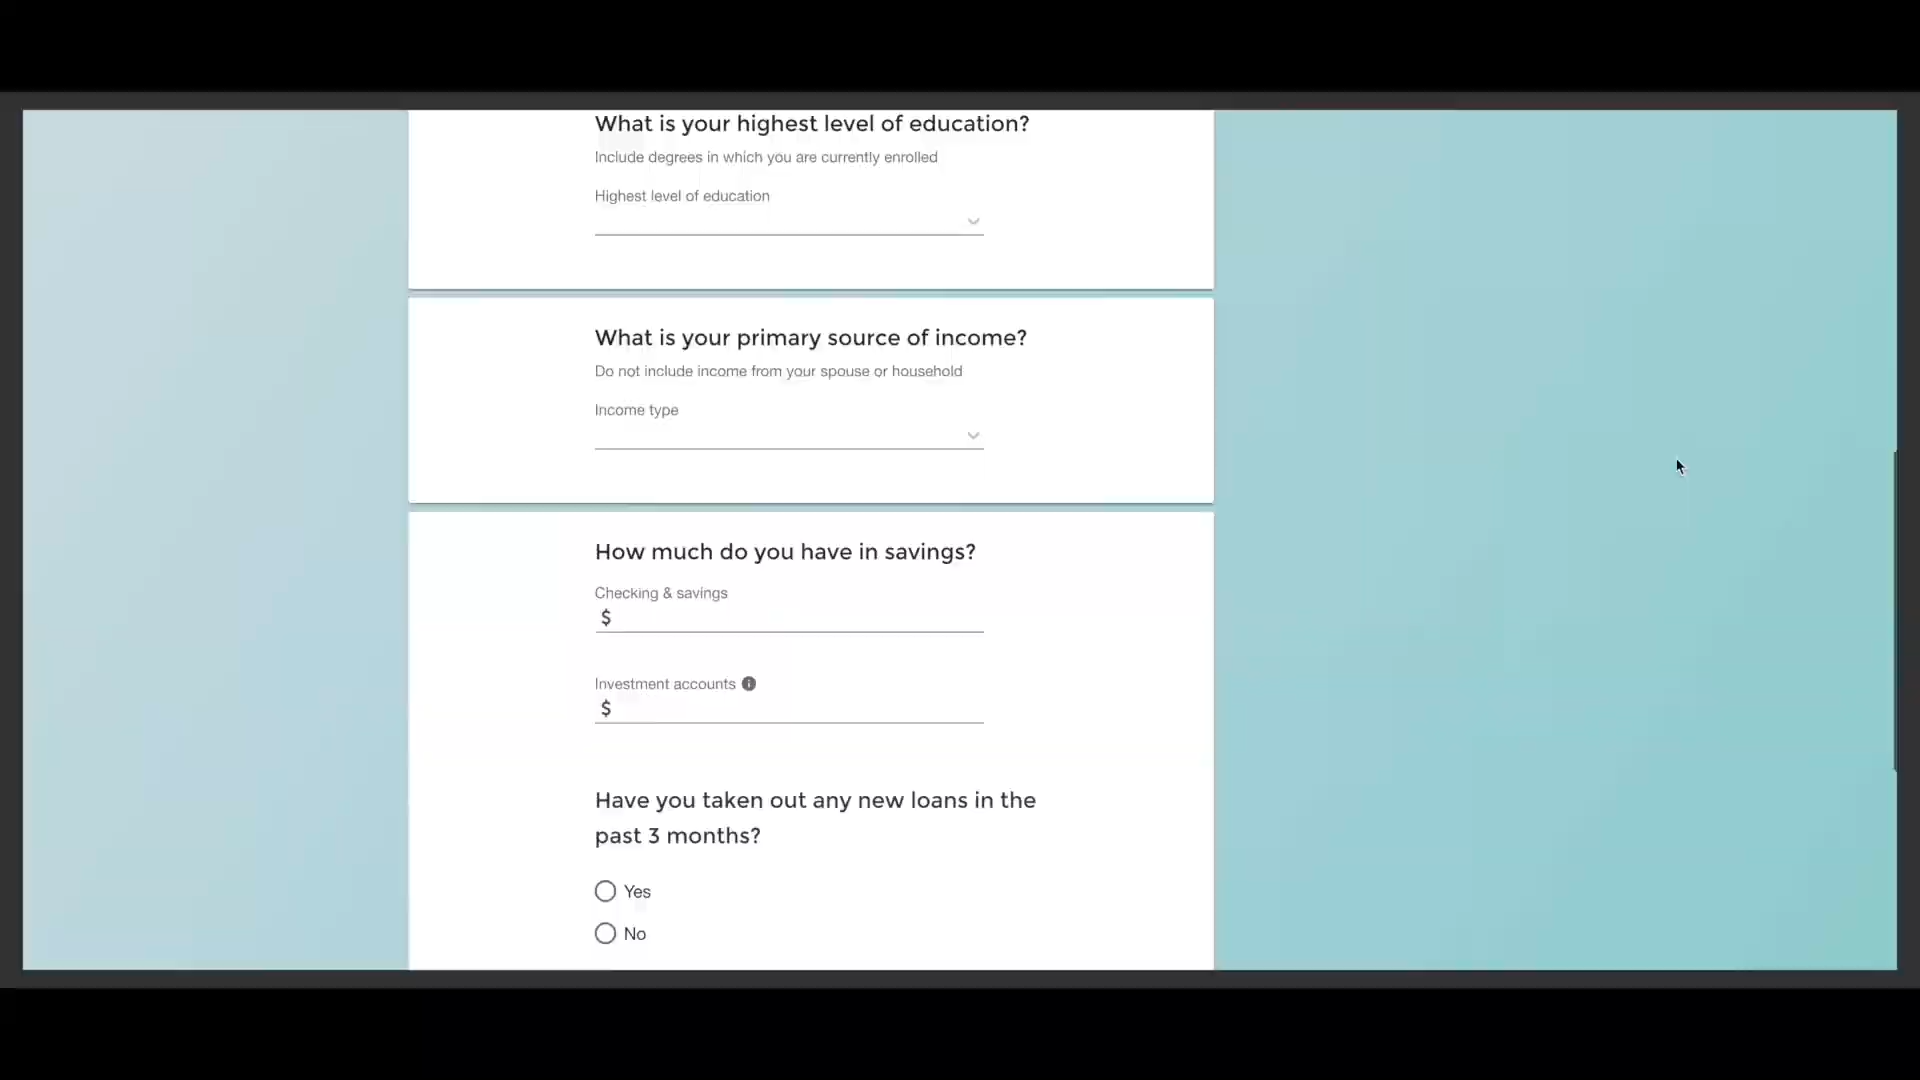 What is your highest level of education?
Include degrees in which you are currently enrolled
Highest level of education
What is your primary source of income?
Do not include income from your spouse or household
Income type
How much do you have in savings?
Checking & savings
$
Investment accounts
$
Have you taken out any new loans in the
past 3 months?
Yes
No